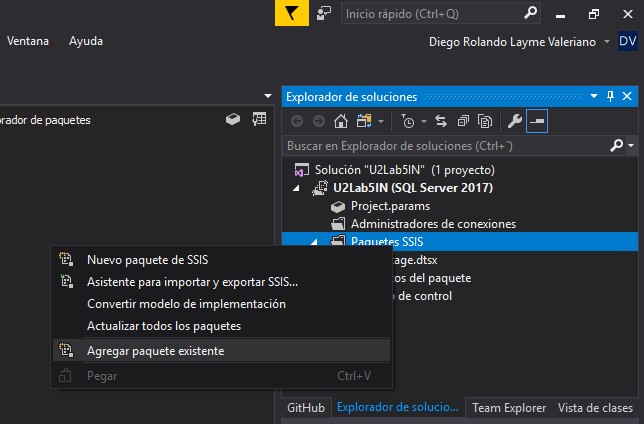 Inicio rápido (Ctrl+Q)
Ventana Ayuda
Diego Rolando Layme Valeriano DV
Explorador de soluciones
rador de paquetes
Buscar en Explorador de soluciones (Ctrl+¨)
Solución "U2Lab5IN" (1 proyecto)
U2Lab5IN (SQL Server 2017)
Project.params
Administradores de conexiones
Paquetes SSIS
Nuevo paquete de SSIS
tage.dtsx
Asistente para importar y exportar SSIS...
os del paquete
Convertir modelo de implementación
o de control
Actualizar todos los paquetes
Agregar paquete existente
Pegar Ctrl+V
GitHub Explorador de solucio... Team Explorer Vista de clases